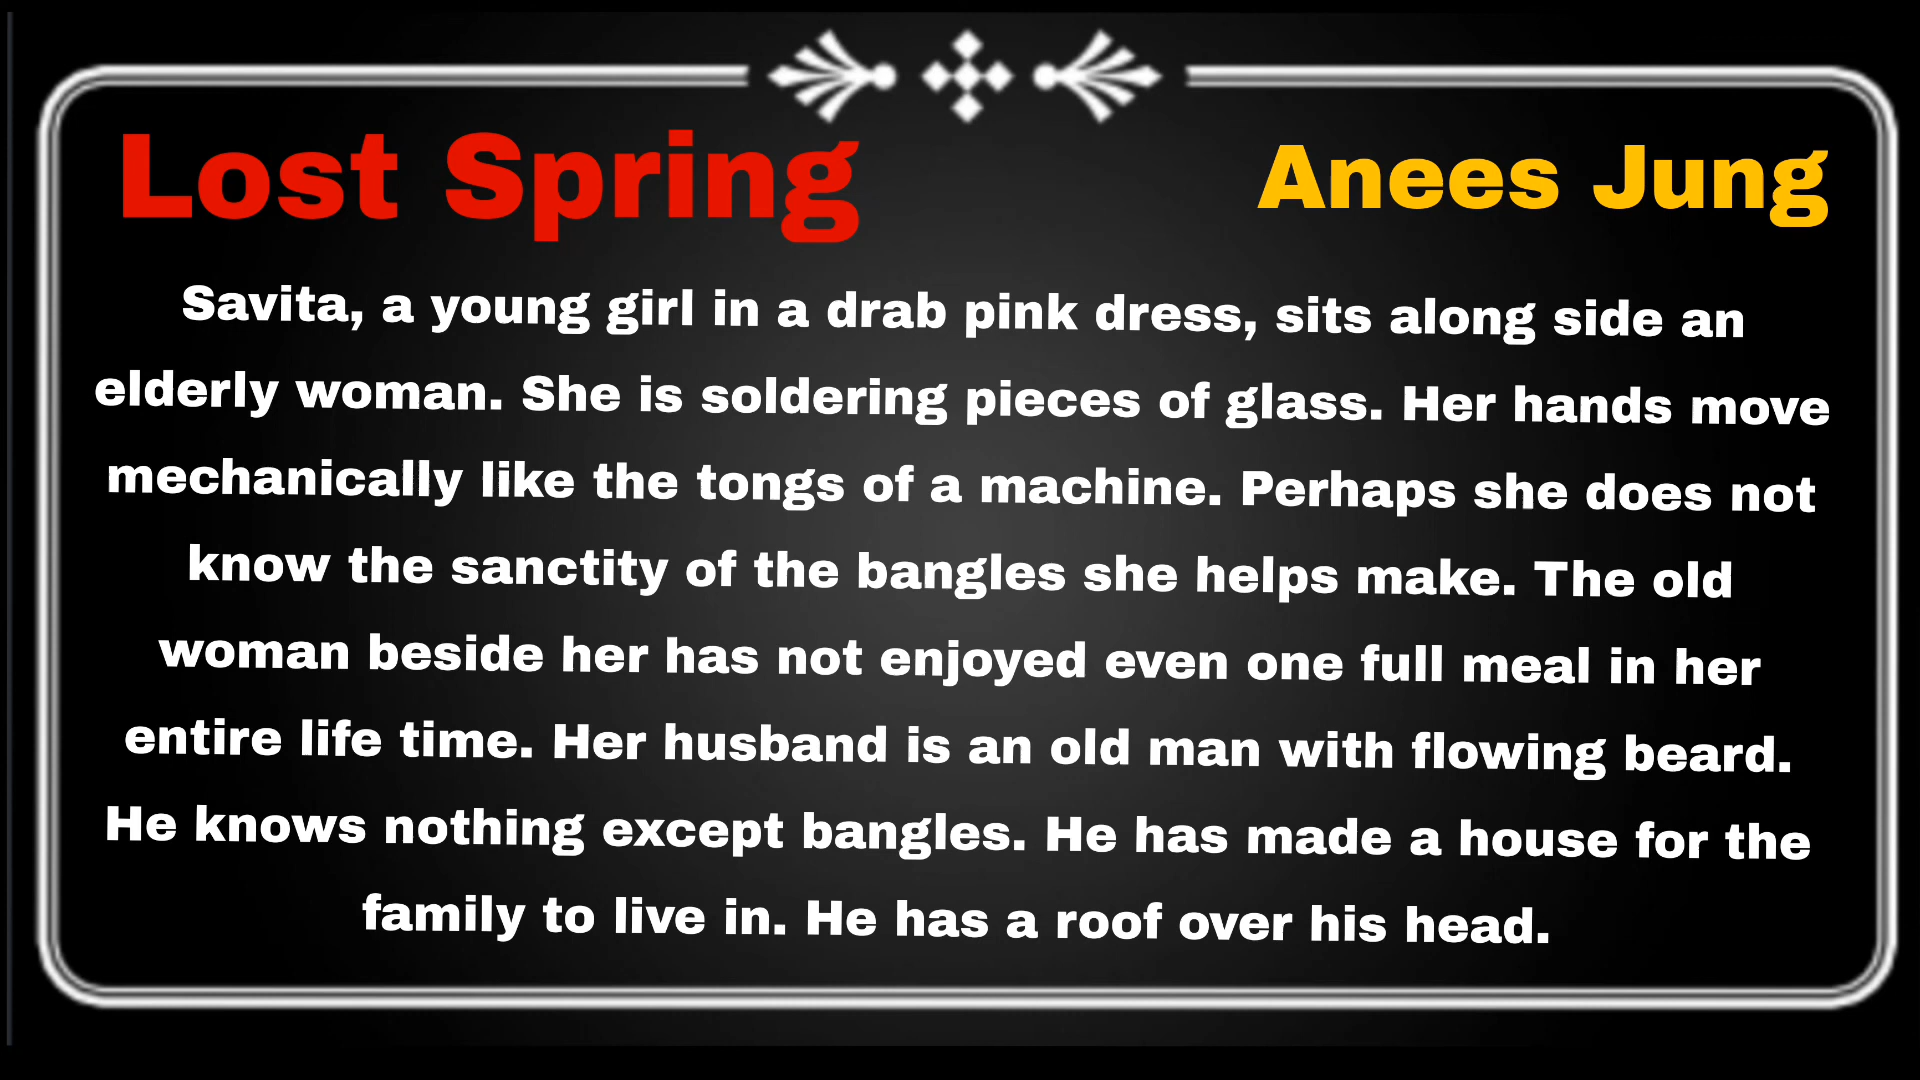 Lost Spring
Anees Jung
Savita, a young girl in a drab pink dress, sits along side an
elderly woman. She is soldering pieces of glass. Her hands move
mechanically like the tongs of a machine. Perhaps she does not
know the sanctity of the bangles she helps make. The old
woman beside her has not enjoyed even one full meal in her
entire life time. Her husband is an old man with flowing beard.
He knows nothing except bangles. He has made a house for the
family to live in. He has a roof over his head.